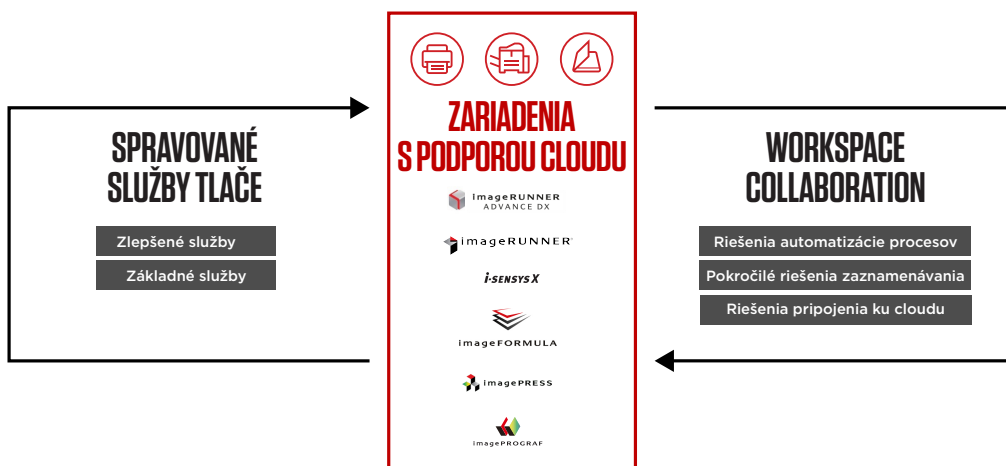 SPRAVOVANÉ
SLUŽBY TLAČE
Zlepšené služby
Základné služby
ZARIADENIA
S PODPOROU CLOUDU
imageRUNNER
ADVANCE DX
imageRUNNER
i-SENSYS X
imageFORMULA
imagePRESS
imagePROGRAF
WORKSPACE
COLLABORATION
Riešenia automatizácie procesov
Pokročilé riešenia zaznamenávania
Riešenia pripojenia ku cloudu